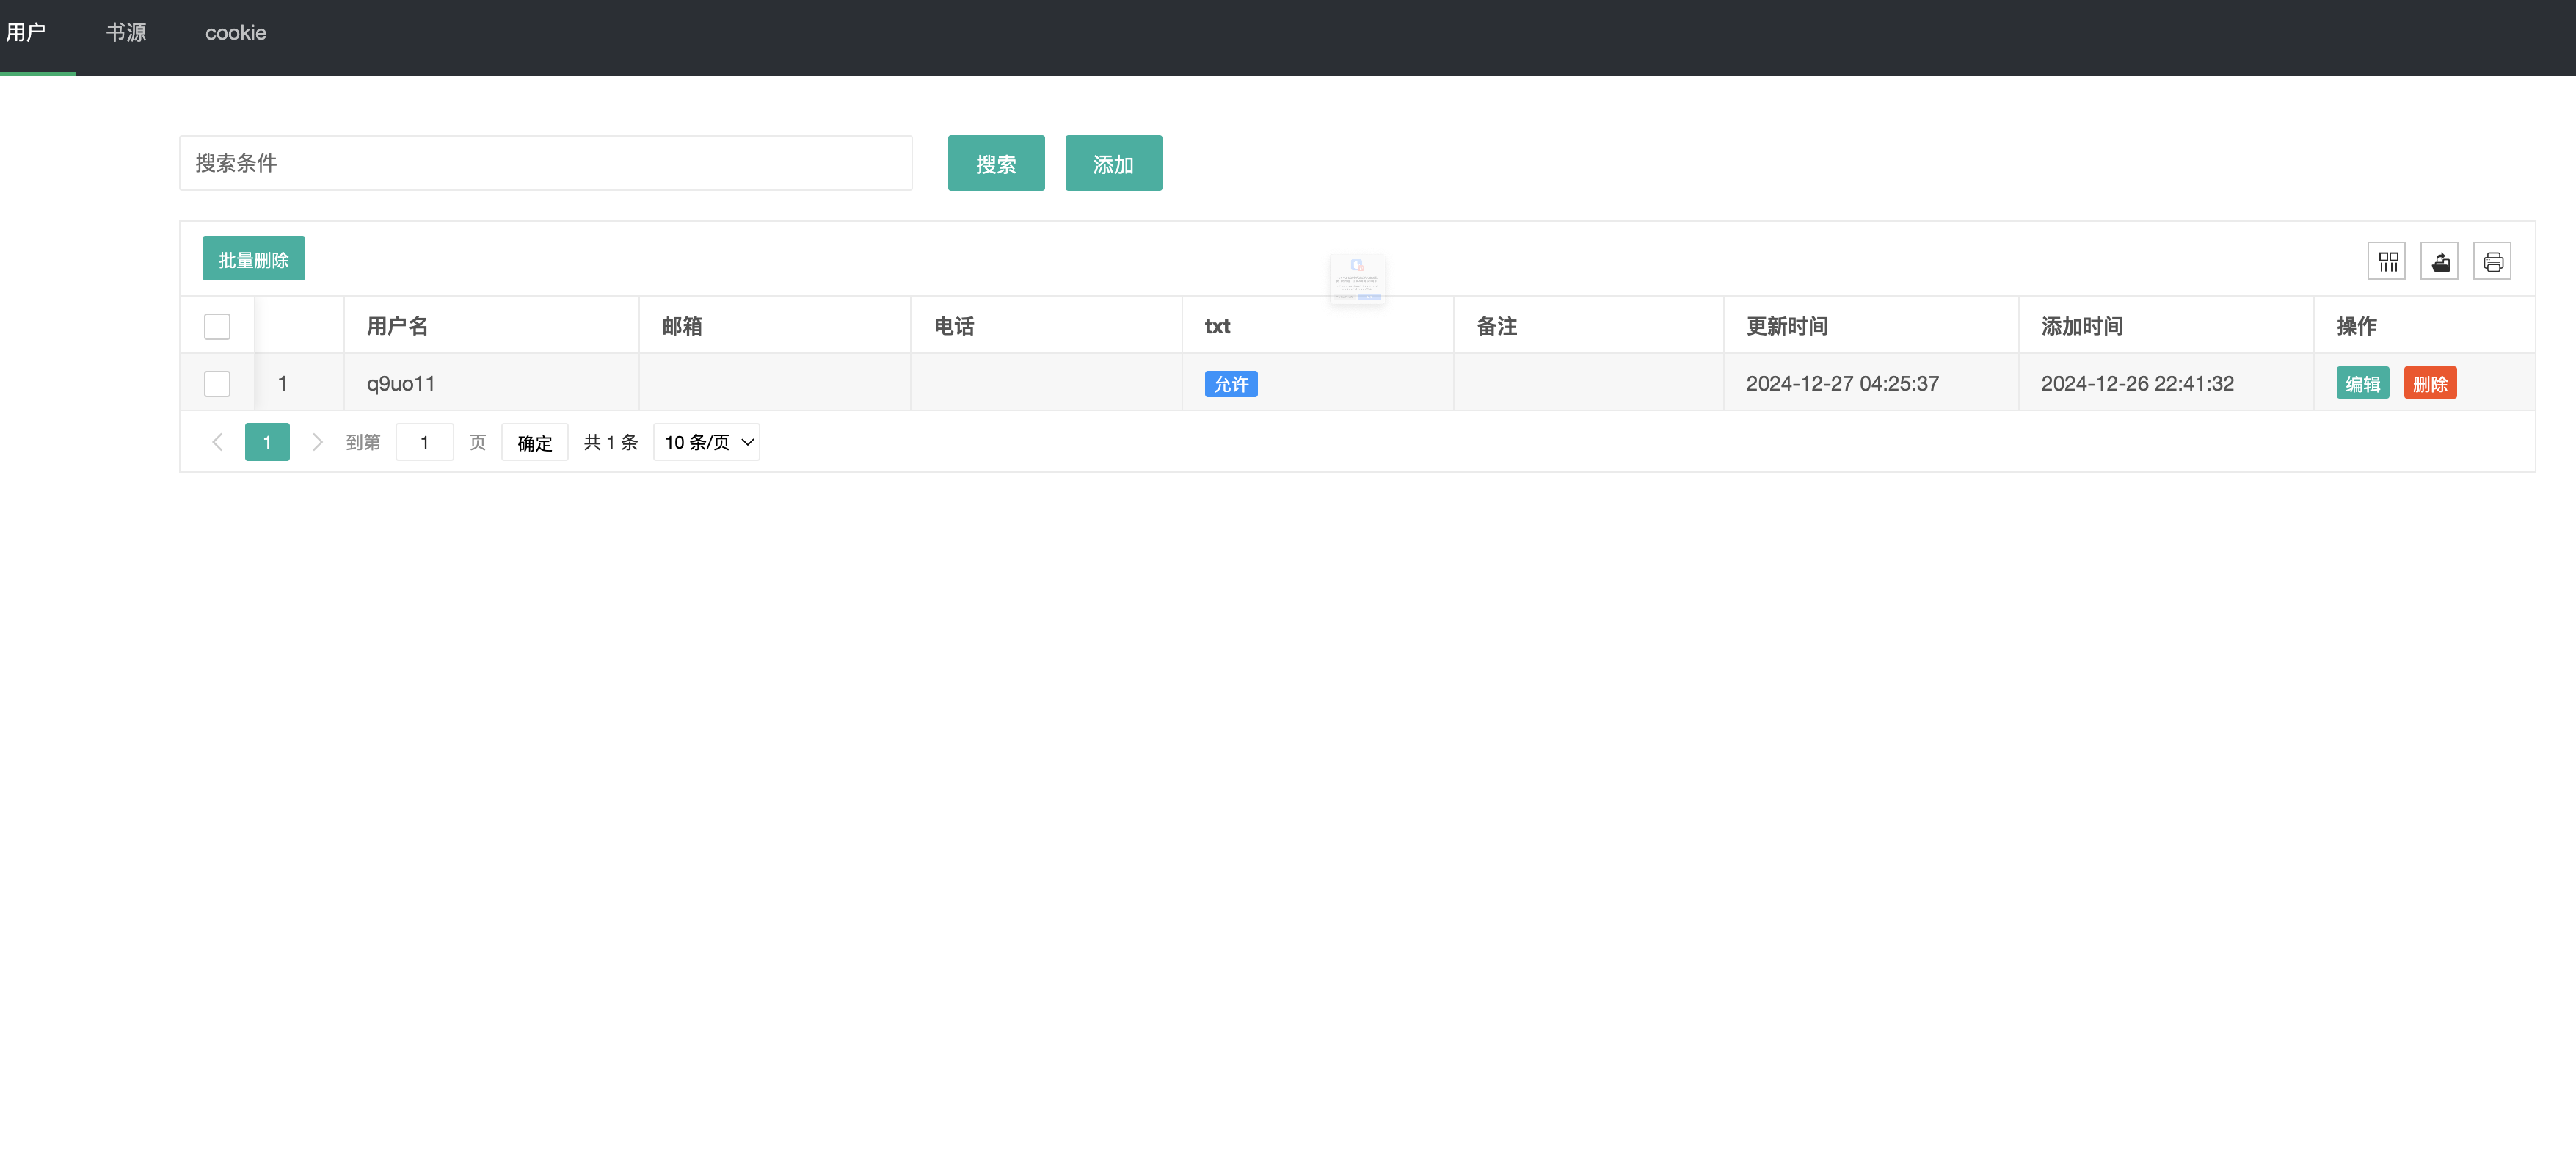 用户 书源 cookie
搜索条件 搜索 添加
批量删除
用户名 邮箱 电话 txt 备注 更新时间 添加时间 操作
1 q9uo11 允许 2024-12-27 04:25:37 2024-12-26 22:41:32 编辑 删除
1 到第 1 页 确定 共 1 条 10 条/页